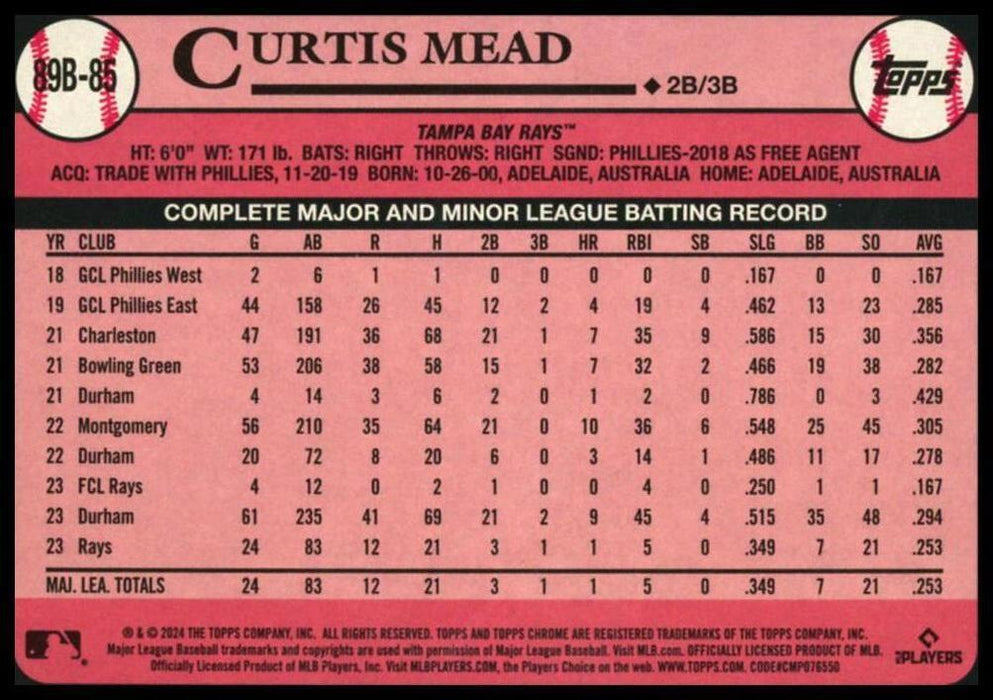 89B-85
CURTIS MEAD
◆ 2B/3B
TOPPS
TAMPA BAY RAYS™
HT: 6'0" WT: 171 lb. BATS: RIGHT THROWS: RIGHT SGND: PHILLIES-2018 AS FREE AGENT
ACQ: TRADE WITH PHILLIES, 11-20-19 BORN: 10-26-00, ADELAIDE, AUSTRALIA HOME: ADELAIDE, AUSTRALIA
COMPLETE MAJOR AND MINOR LEAGUE BATTING RECORD
YR CLUB G AB R H 2B 3B HR RBI SB SLG BB SO AVG
18 GCL Phillies West 2 6 1 1 0 0 0 0 0 .167 0 0 .167
19 GCL Phillies East 44 158 26 45 12 2 4 19 4 .462 13 23 .285
21 Charleston 47 191 36 68 21 1 7 35 9 .586 15 30 .356
21 Bowling Green 53 206 38 58 15 1 7 32 2 .466 19 38 .282
21 Durham 4 14 3 6 2 0 1 2 0 .786 0 3 .429
22 Montgomery 56 210 35 64 21 0 10 36 6 .548 25 45 .305
22 Durham 20 72 8 20 6 0 3 14 1 .486 11 17 .278
23 FCL Rays 4 12 0 2 1 0 0 4 0 .250 1 1 .167
23 Durham 61 235 41 69 21 2 9 45 4 .515 35 48 .294
23 Rays 24 83 12 21 3 1 1 5 0 .349 7 21 .253
MAJ. LEA. TOTALS 24 83 12 21 3 1 1 5 0 .349 7 21 .253
® & © 2024 THE TOPPS COMPANY, INC. ALL RIGHTS RESERVED. TOPPS AND TOPPS CHROME ARE REGISTERED TRADEMARKS OF THE TOPPS COMPANY, INC.
Major League Baseball trademarks and copyrights are used with permission of Major League Baseball. Visit MLB.com. OFFICIALLY LICENSED PRODUCT OF MLB.
Officially Licensed Product of MLB Players, Inc. Visit MLBPLAYERS.COM, the Players Choice on the web. WWW.TOPPS.COM. CODE#CMP076550
MLBPLAYERS